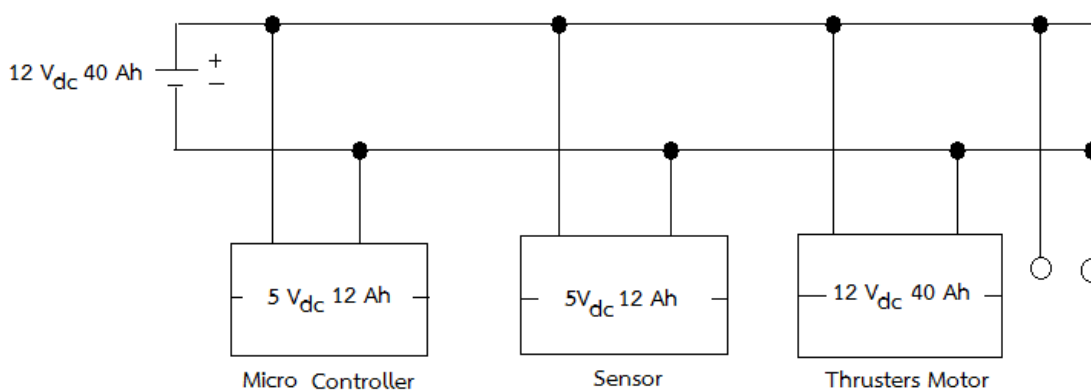 12 Vdc 40 Ah
+
−
5 Vdc 12 Ah
5Vdc 12 Ah
12 Vdc 40 Ah
Micro Controller
Sensor
Thrusters Motor